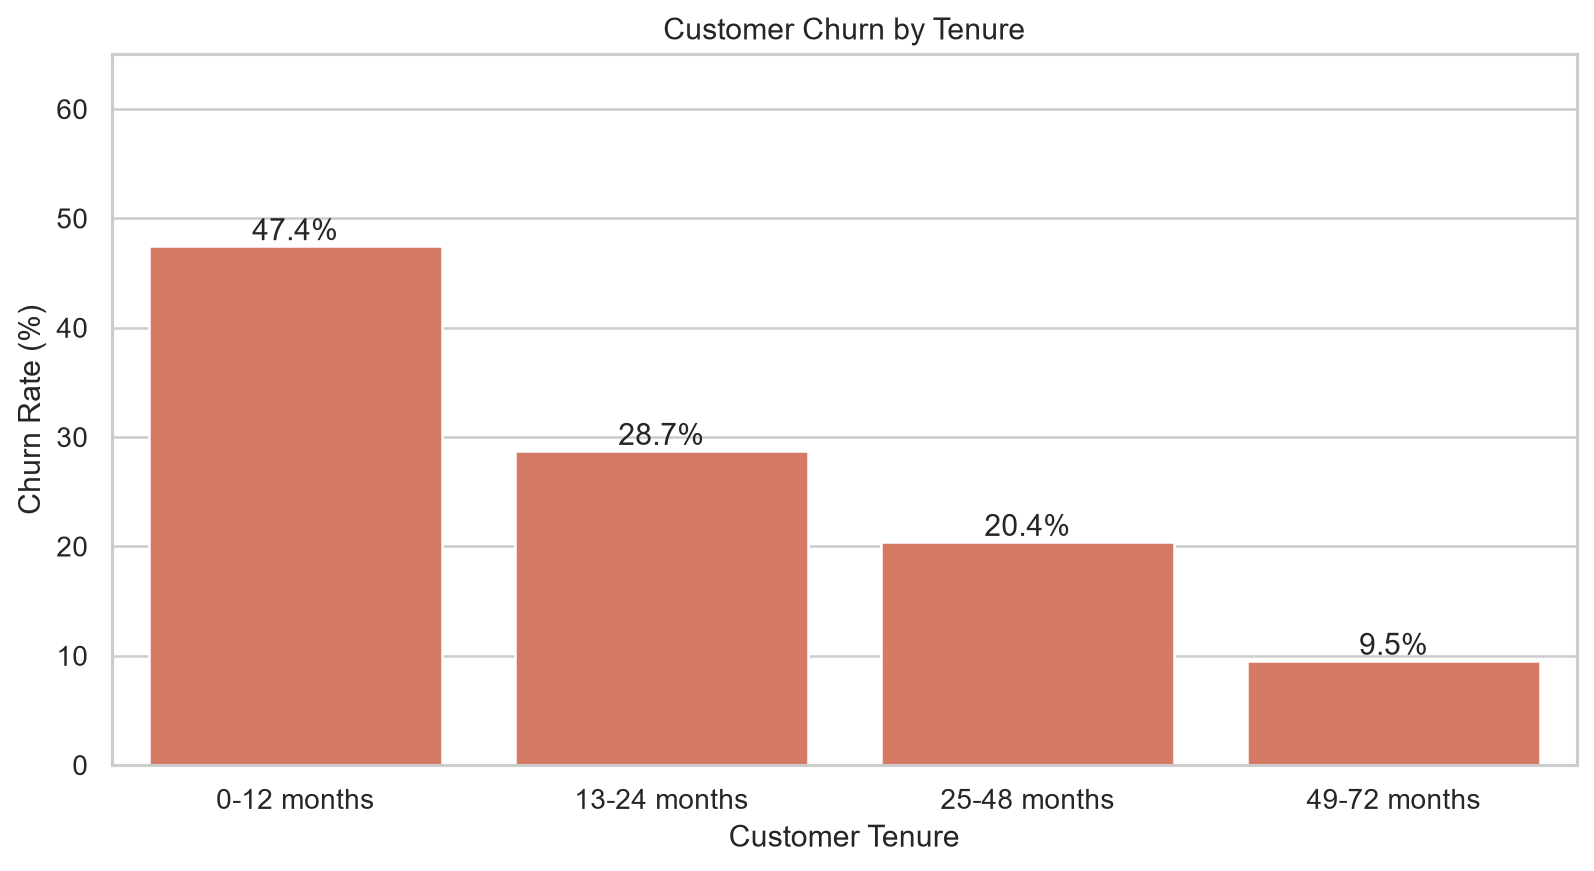 Customer Churn by Tenure
Churn Rate (%)
60
50
40
30
20
10
0
47.4%
28.7%
20.4%
9.5%
0-12 months
13-24 months
25-48 months
49-72 months
Customer Tenure